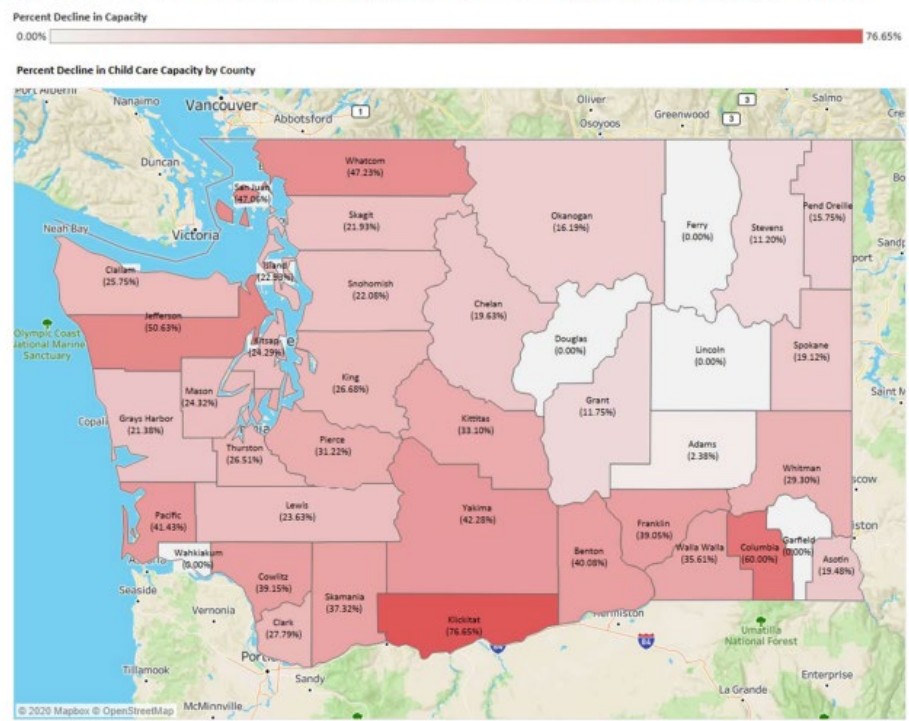 Percent Decline in Capacity
0.00%
76.65%
Percent Decline in Child Care Capacity by County
Port Alberni
Nanaimo
Vancouver
Abbotsford
1
Oliver
Osoyoos
Greenwood
3
3
Salmo
Duncan
Victoria
Neah Bay
Whatcom
(47.23%)
San Juan
(47.06%)
Skagit
(21.93%)
Okanogan
(16.19%)
Ferry
(0.00%)
Stevens
(11.20%)
Pend Oreille
(15.75%)
Clallam
(25.75%)
Island
Snohomish
(22.08%)
Chelan
(19.63%)
Jefferson
(50.63%)
Olympic Coast
National Marine
Sanctuary
Kitsap
(24.29%)
Douglas
(0.00%)
Lincoln
(0.00%)
Spokane
(19.12%)
King
(26.68%)
Mason
(24.32%)
Grant
(11.75%)
Grays Harbor
(21.38%)
Kittitas
(33.10%)
Pierce
(31.22%)
Thurston
(26.51%)
Adams
(2.38%)
Whitman
(29.30%)
Lewis
(23.63%)
Yakima
(42.28%)
Pacific
(41.43%)
Franklin
(39.05%)
Walla Walla
(35.61%)
Columbia
(60.00%)
Garfield
(0.00%)
Asotin
(19.48%)
Benton
(40.08%)
Wahkiakum
(0.00%)
Cowlitz
(39.15%)
Skamania
(37.32%)
Clark
(27.79%)
Klickitat
(76.65%)
Seaside
Vernonia
Hermiston
84
84
Umatilla
National Forest
Tillamook
Sandy
La Grande
Enterprise
McMinnville
© 2020 Mapbox © OpenStreetMap